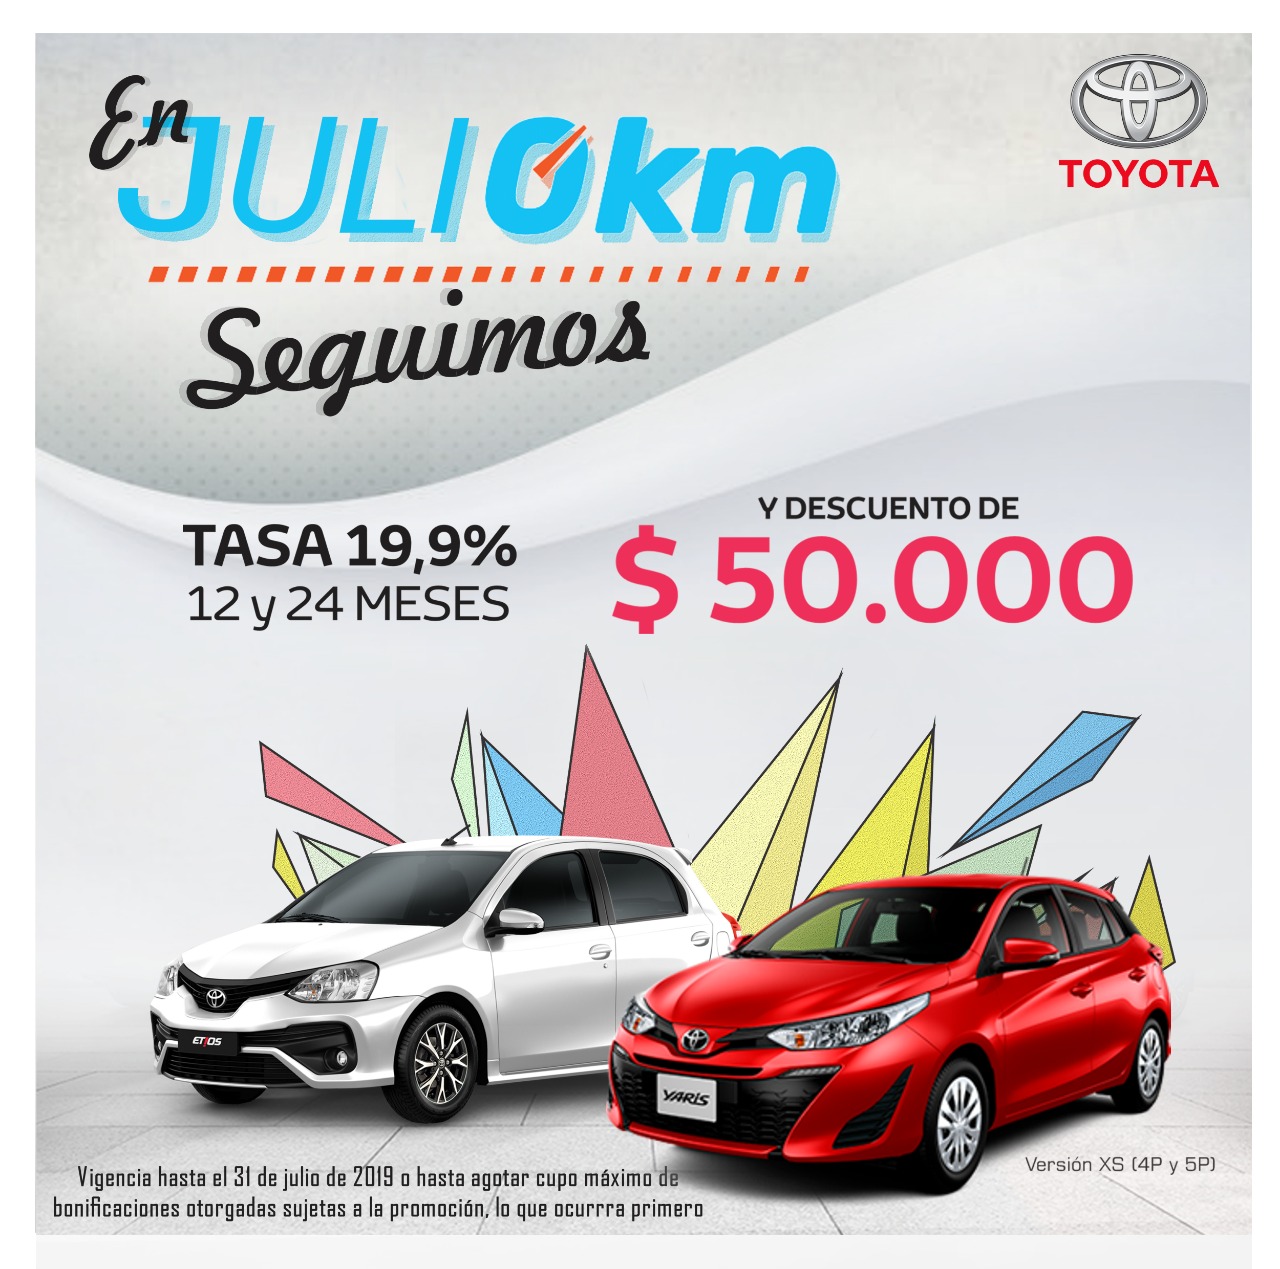 En
JULIOkm
TOYOTA
Seguimos
TASA 19,9%
12 y 24 MESES
Y DESCUENTO DE
$ 50.000
ETIOS
YARiS
Versión XS (4P y 5P)
Vigencia hasta el 31 de julio de 2019 o hasta agotar cupo máximo de
bonificaciones otorgadas sujetas a la promoción, lo que ocurrra primero